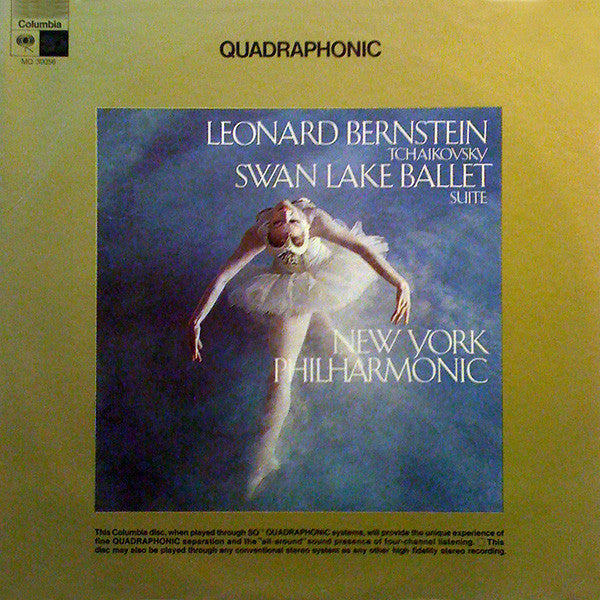 Columbia
MQ 30056
QUADRAPHONIC
LEONARD BERNSTEIN
TCHAIKOVSKY
SWAN LAKE BALLET
SUITE
NEW YORK
PHILHARMONIC
This Columbia disc, when played through SQ™ QUADRAPHONIC systems, will provide the unique experience of
fine QUADRAPHONIC separation and the "all around" sound presence of four-channel listening. This
disc may also be played through any conventional stereo system as any other high fidelity stereo recording.